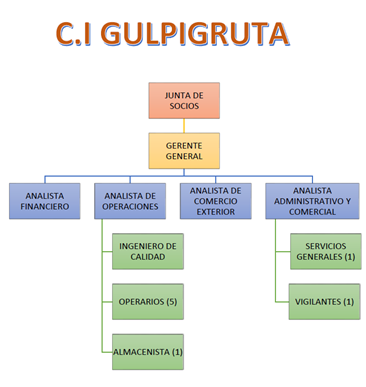 C.I GULPIGRUTA
JUNTA DE
SOCIOS
GERENTE
GENERAL
ANALISTA
FINANCIERO
ANALISTA DE
OPERACIONES
ANALISTA DE
COMERCIO
EXTERIOR
ANALISTA
ADMINISTRATIVO Y
COMERCIAL
INGENIERO DE
CALIDAD
OPERARIOS (5)
ALMACENISTA (1)
SERVICIOS
GENERALES (1)
VIGILANTES (1)